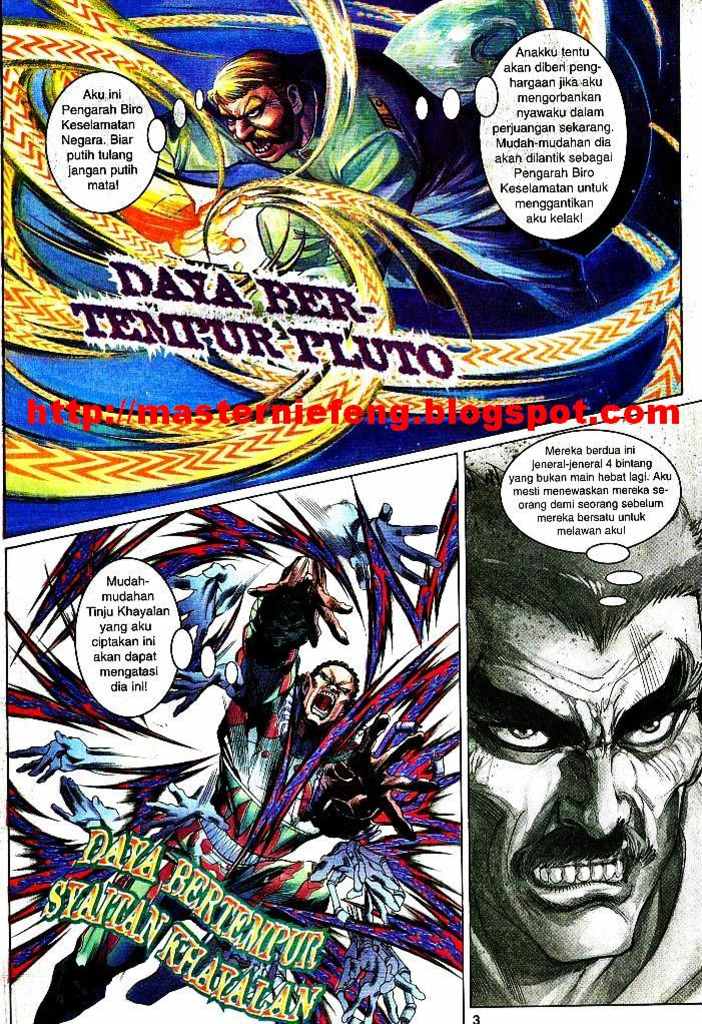 Aku ini
Pengarah Biro
Keselamatan
Negara. Biar
putih tulang
jangan putih
mata!
Anakku tentu
akan diberi peng-
hargaan jika aku
mengorbankan
nyawaku dalam
perjuangan sekarang.
Mudah-mudahan dia
akan dilantik sebagai
Pengarah Biro
Keselamatan untuk
menggantikan
aku kelak!
DAYA BER-
TEMPUR PLUTO
http://masterniefeng.blogspot.com
Mudah-
mudahan
Tinju Khayalan
yang aku
ciptakan ini
akan dapat
mengatasi
dia ini!
DAYA BERTEMPUR
SYAITAN KHAYALAN
Mereka berdua ini
jeneral-jeneral 4 bintang
yang bukan main hebat lagi. Aku
mesti menewaskan mereka se-
orang demi seorang sebelum
mereka bersatu untuk
melawan aku!
3